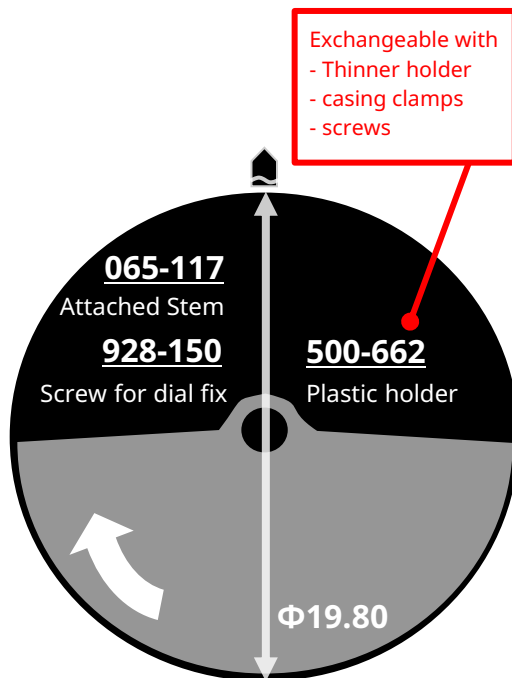 Exchangeable with
- Thinner holder
- casing clamps
- screws
065-117
Attached Stem
928-150
Screw for dial fix
500-662
Plastic holder
Φ19.80